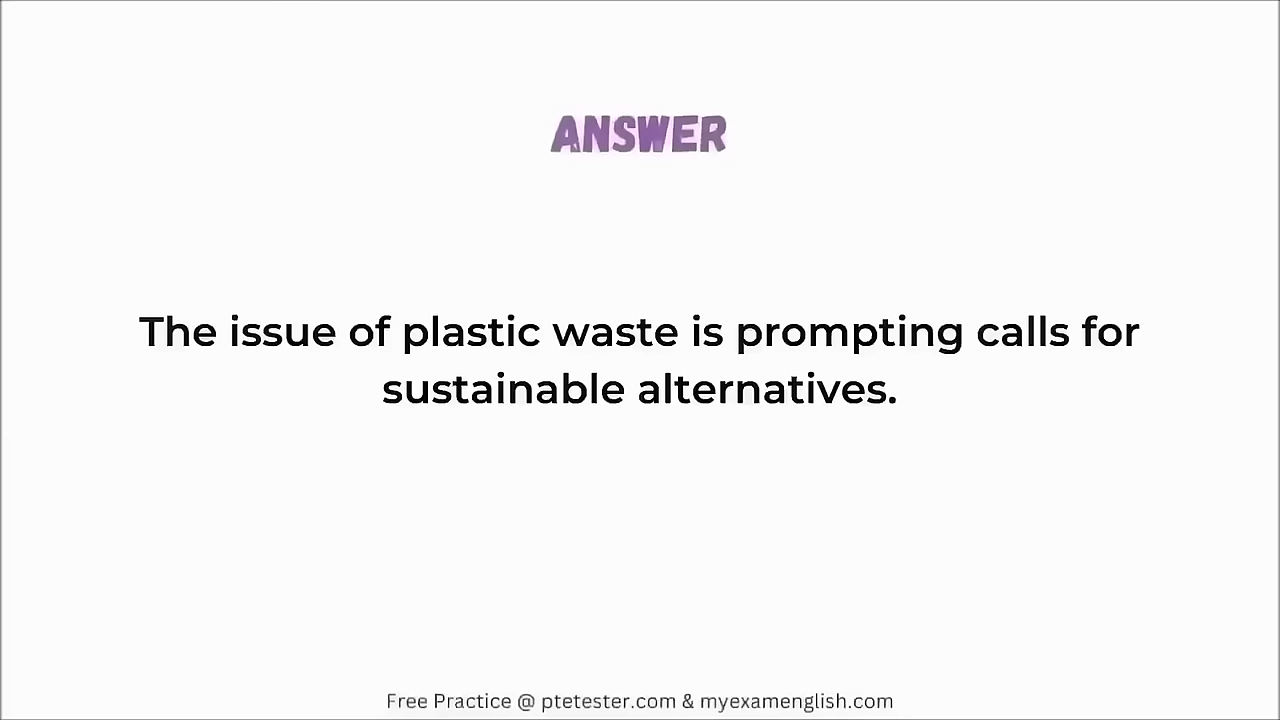 ANSWER
The issue of plastic waste is prompting calls for
sustainable alternatives.
Free Practice @ ptetester.com & myexamenglish.com